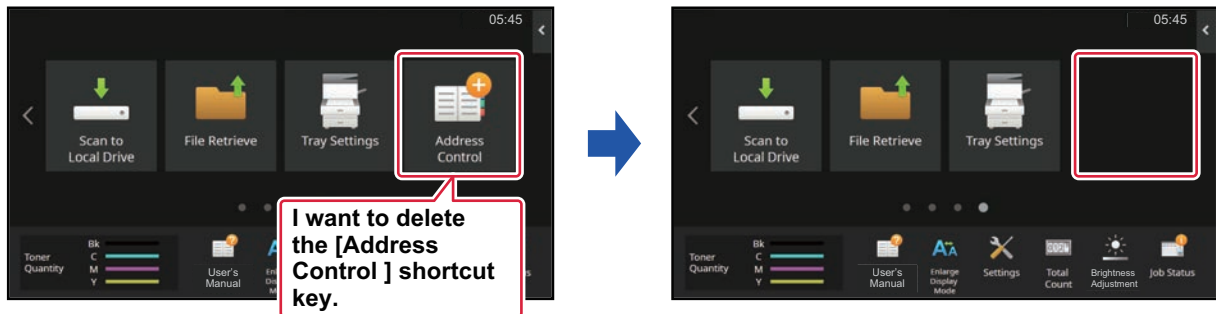 05:45
Scan to
Local Drive
File Retrieve
Tray Settings
Address
Control
I want to delete
the [Address
Control ] shortcut
key.
Toner
Quantity
Bk
C
M
Y
User's
Manual
05:45
Scan to
Local Drive
File Retrieve
Tray Settings
Toner
Quantity
Bk
C
M
Y
User's
Manual
Enlarge
Display
Mode
Settings
Total
Count
Brightness
Adjustment
Job Status